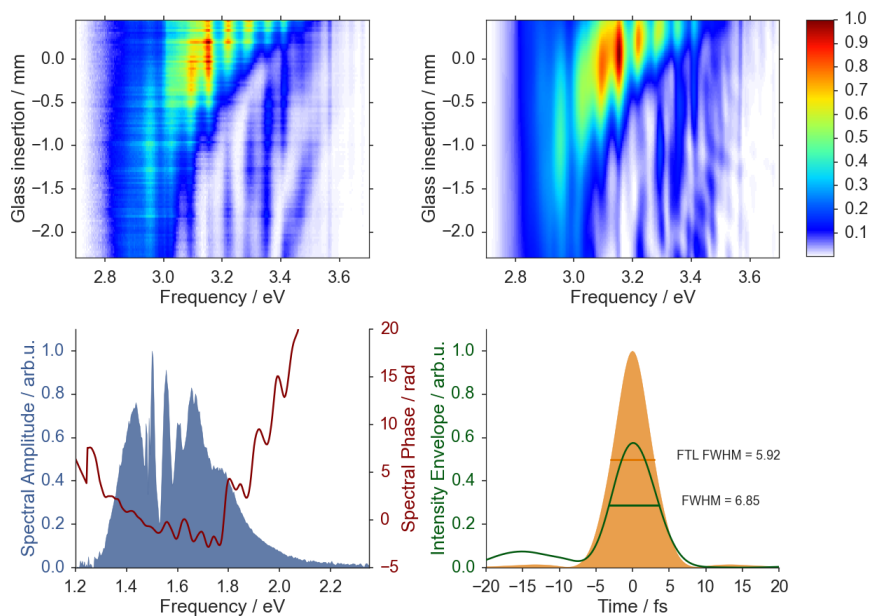 Glass insertion / mm
0.0
−0.5
−1.0
−1.5
−2.0
2.8 3.0 3.2 3.4 3.6
Frequency / eV
Glass insertion / mm
0.0
−0.5
−1.0
−1.5
−2.0
2.8 3.0 3.2 3.4 3.6
Frequency / eV
1.0
0.9
0.8
0.7
0.6
0.5
0.4
0.3
0.2
0.1
Spectral Amplitude / arb.u.
1.0
0.8
0.6
0.4
0.2
0.0
1.2 1.4 1.6 1.8 2.0 2.2
Frequency / eV
20
15
10
5
0
−5
Spectral Phase / rad
Intensity Envelope / arb.u.
1.0
0.8
0.6
0.4
0.2
0.0
FTL FWHM = 5.92
FWHM = 6.85
−20 −15 −10 −5 0 5 10 15 20
Time / fs